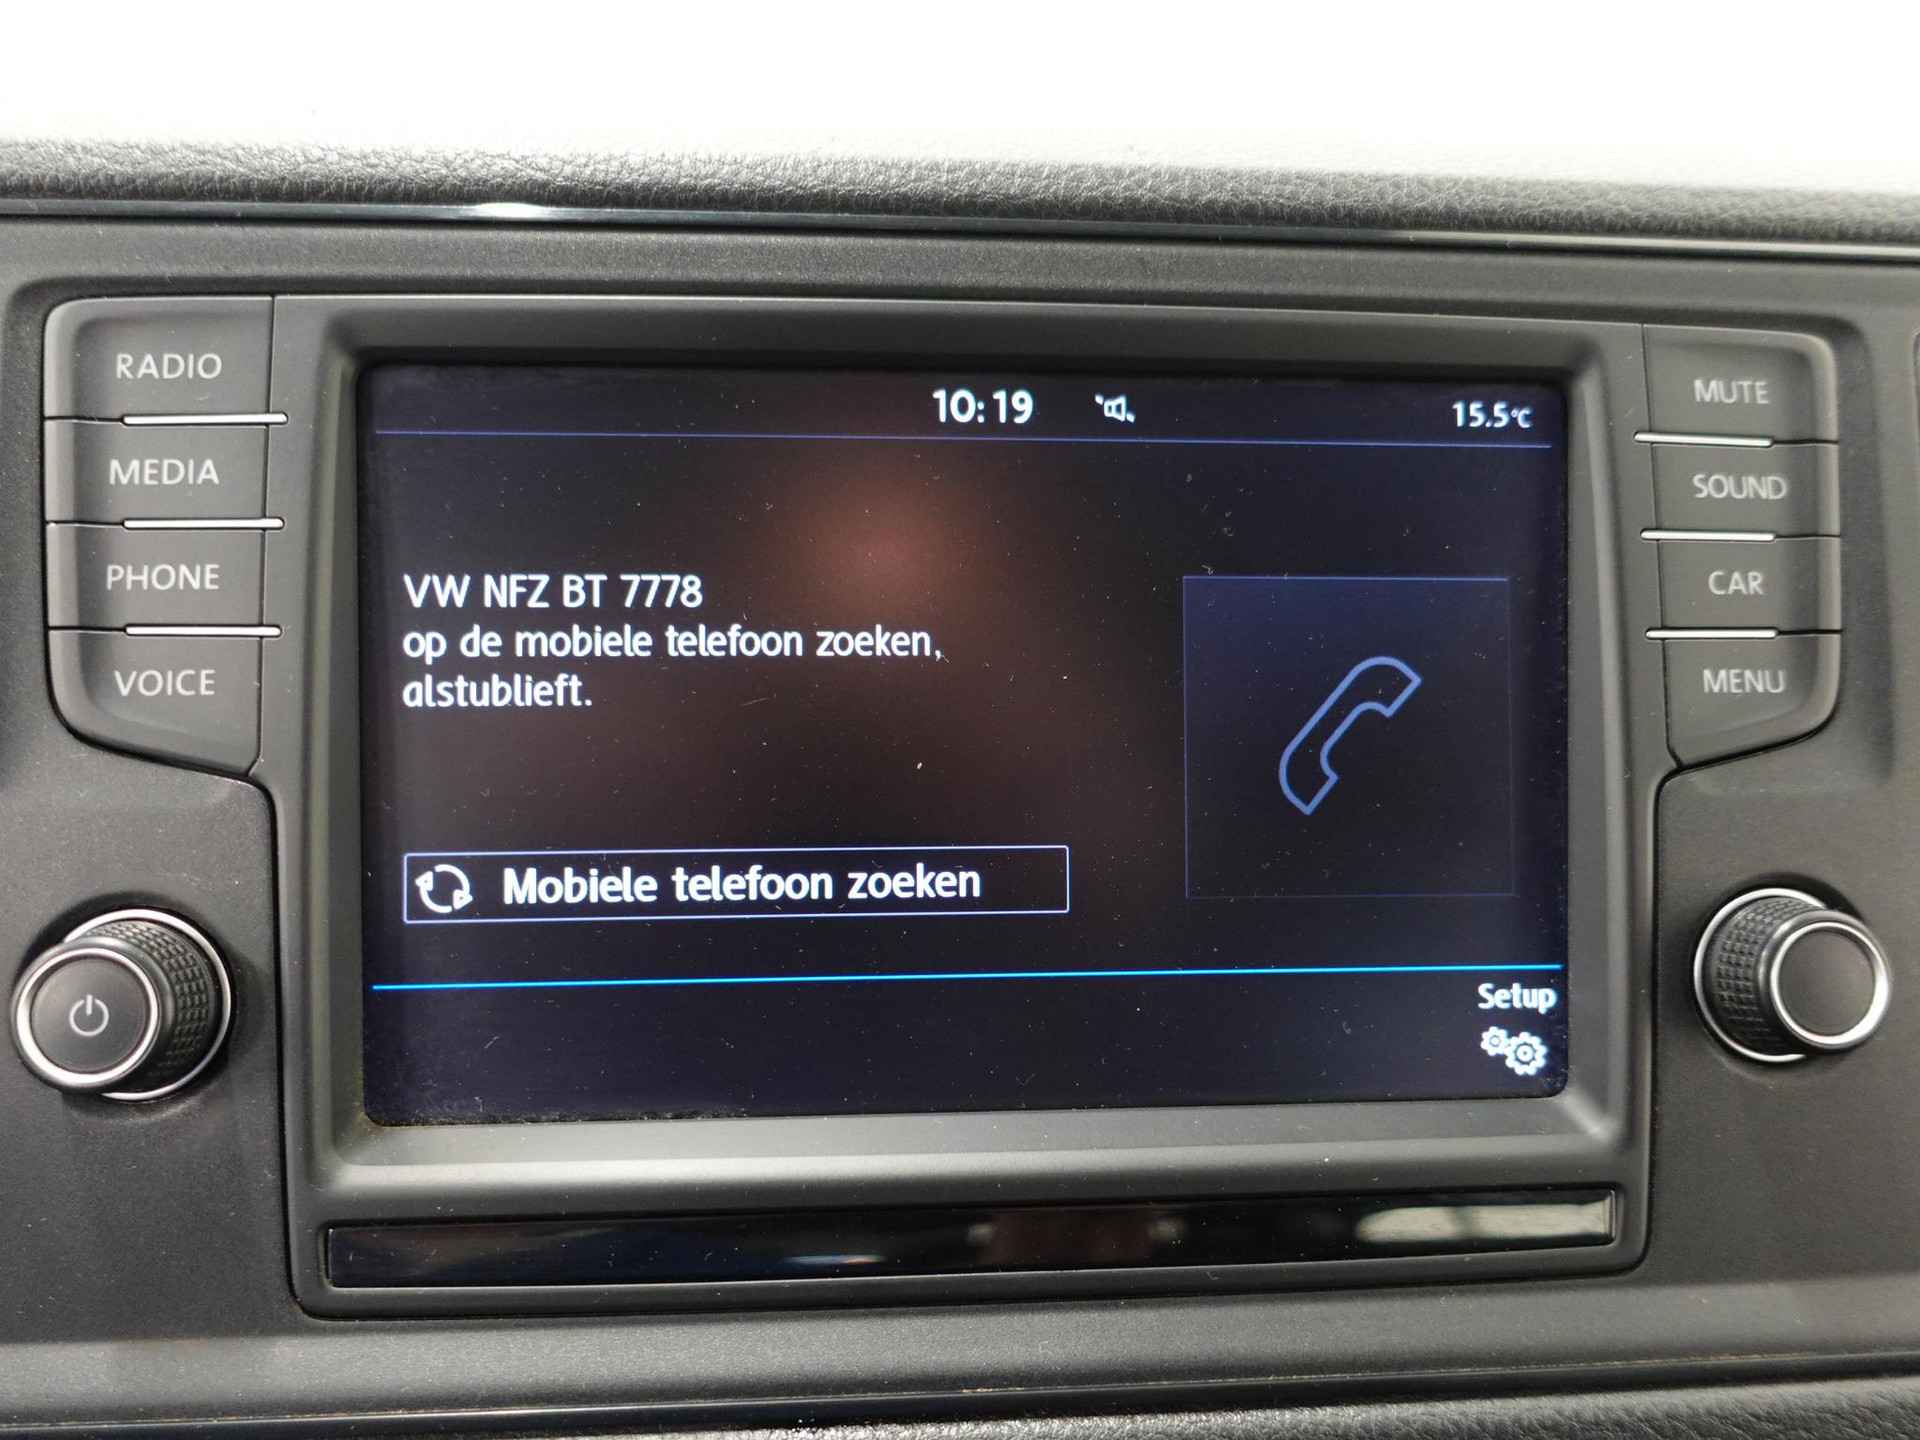 RADIO
MEDIA
PHONE
VOICE
10:19
15.5°C
VW NFZ BT 7778
op de mobiele telefoon zoeken,
alstublieft.
Mobiele telefoon zoeken
Setup
MUTE
SOUND
CAR
MENU